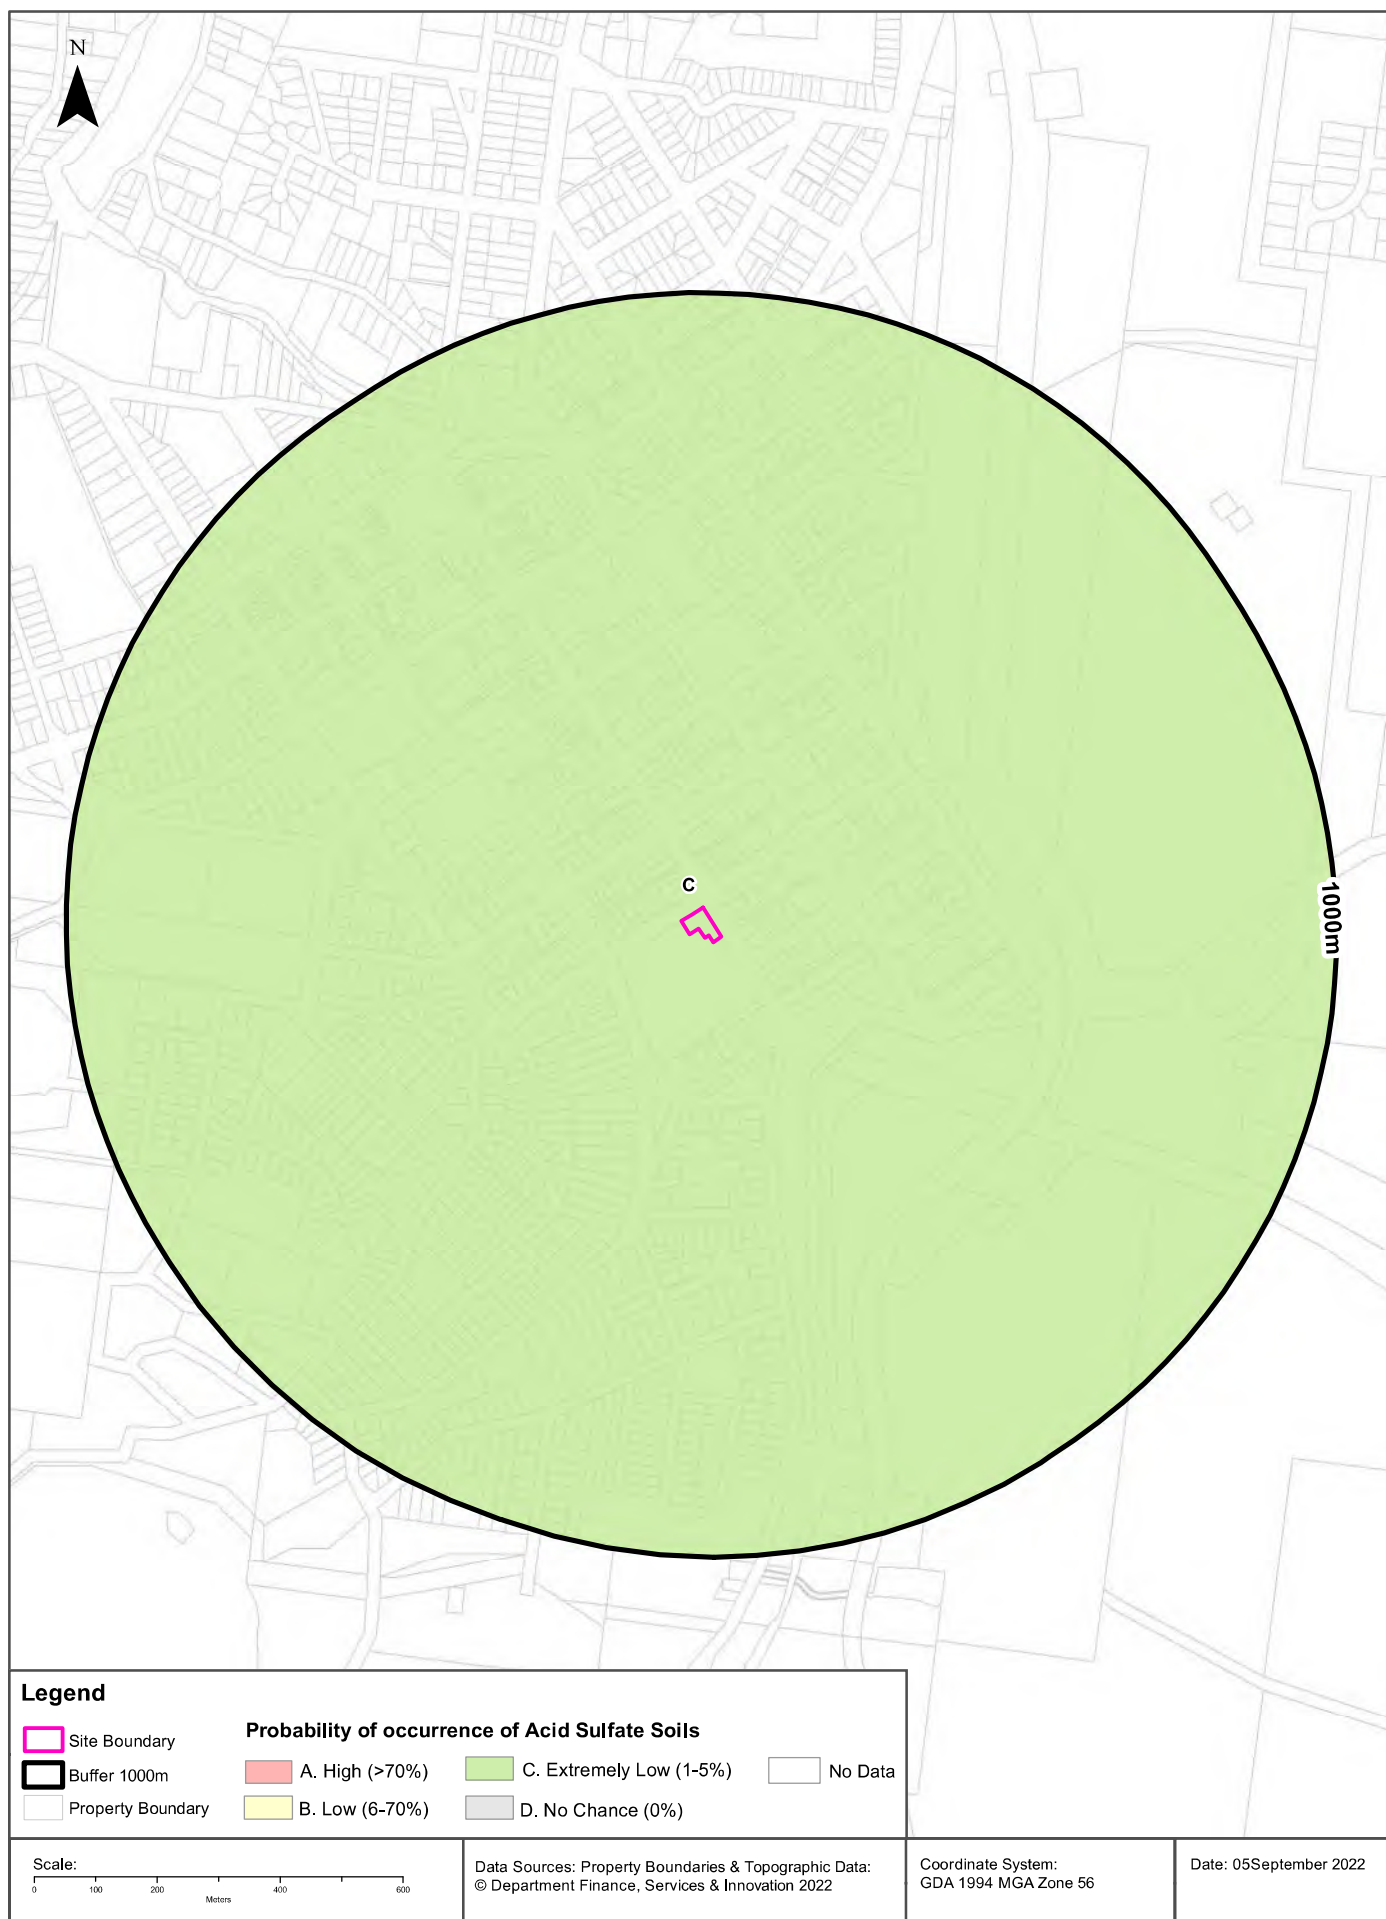 N
C
1000m
Legend
Site Boundary
Buffer 1000m
Property Boundary
Probability of occurrence of Acid Sulfate Soils
A. High (>70%)
B. Low (6-70%)
C. Extremely Low (1-5%)
D. No Chance (0%)
No Data
Scale:
0 100 200 400 600
Meters
Data Sources: Property Boundaries & Topographic Data:
© Department Finance, Services & Innovation 2022
Coordinate System:
GDA 1994 MGA Zone 56
Date: 05September 2022